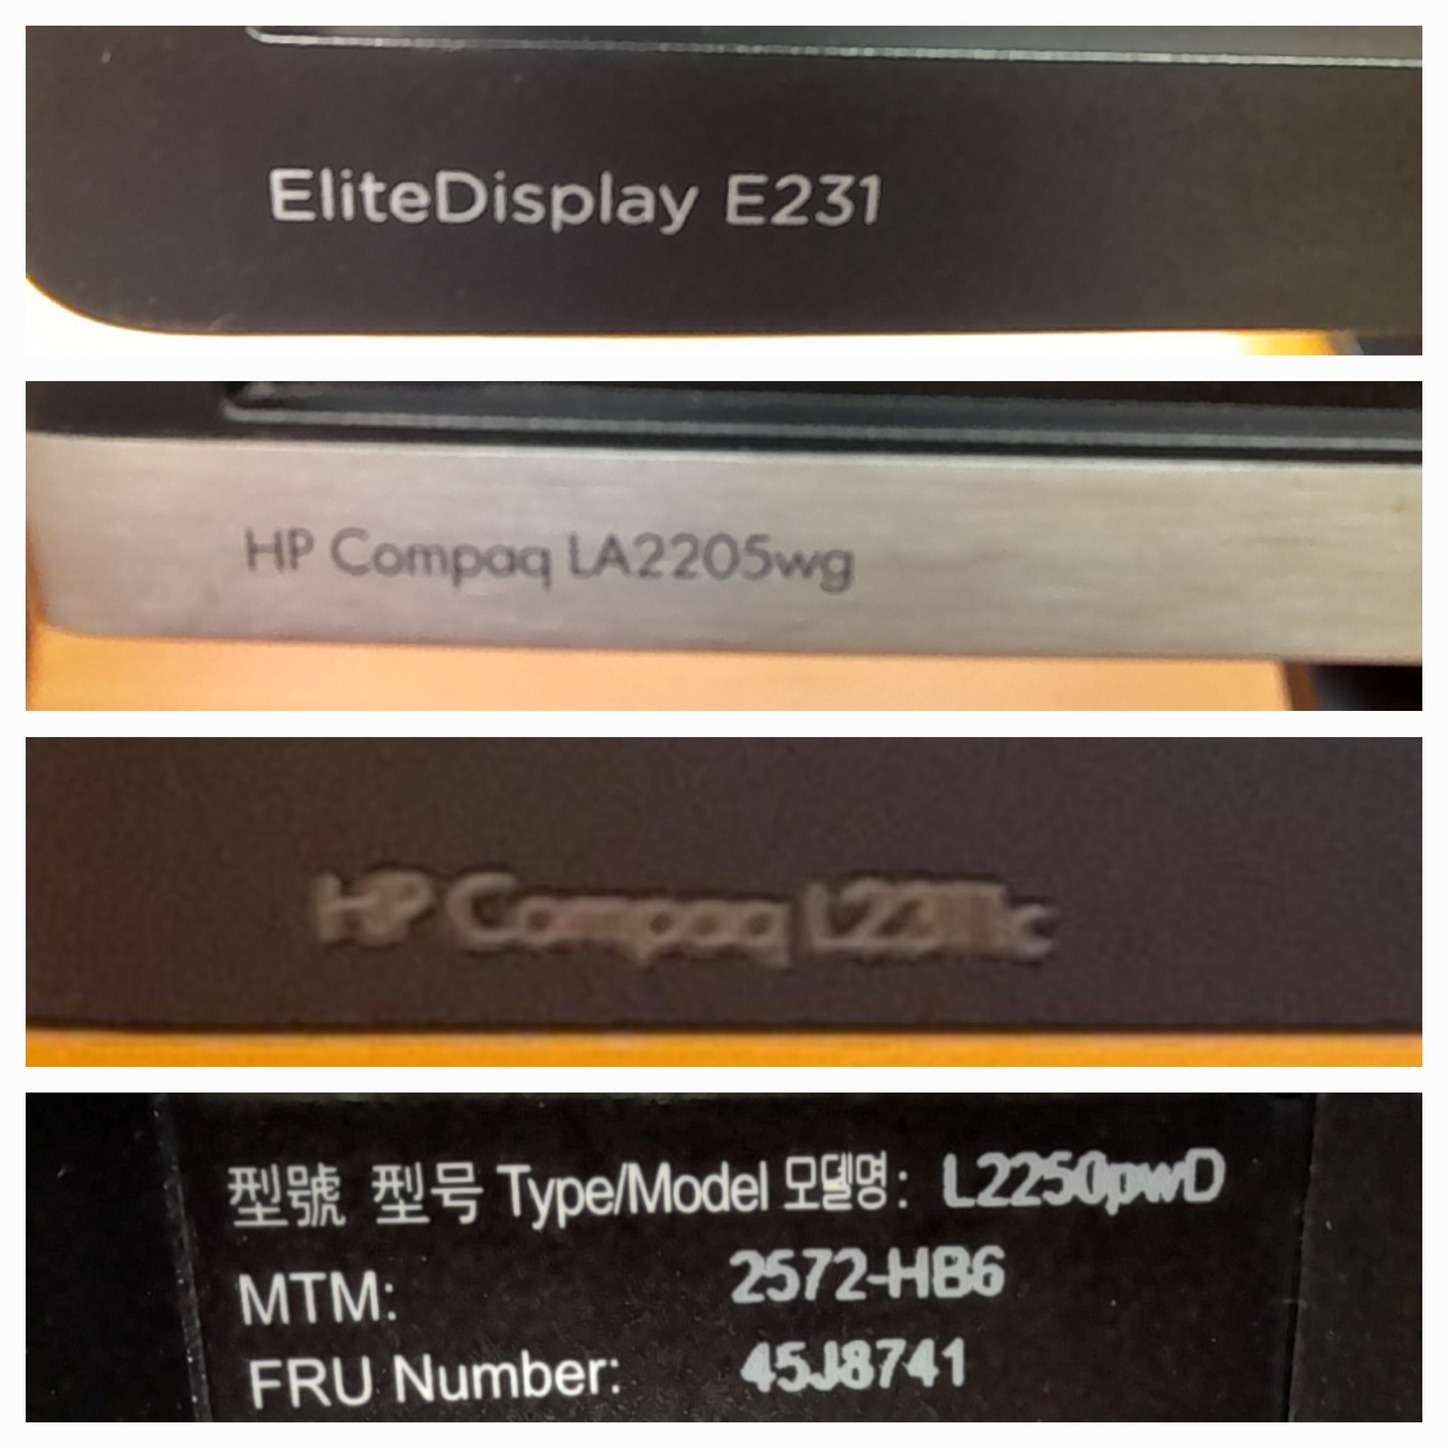 EliteDisplay E231
HP Compaq LA2205wg
HP Compaq L2311c
型號 型号 Type/Model 모델명: L2250pwD
MTM: 2572-HB6
FRU Number: 45J8741